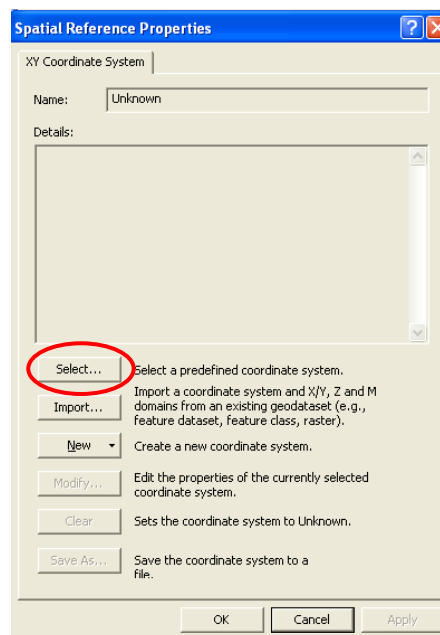 Spatial Reference Properties
XY Coordinate System
Name: Unknown
Details:
Select... Select a predefined coordinate system.
Import... Import a coordinate system and X/Y, Z and M
domains from an existing geodataset (e.g.,
feature dataset, feature class, raster).
New Create a new coordinate system.
Modify... Edit the properties of the currently selected
coordinate system.
Clear Sets the coordinate system to Unknown.
Save As... Save the coordinate system to a
file.
OK Cancel Apply